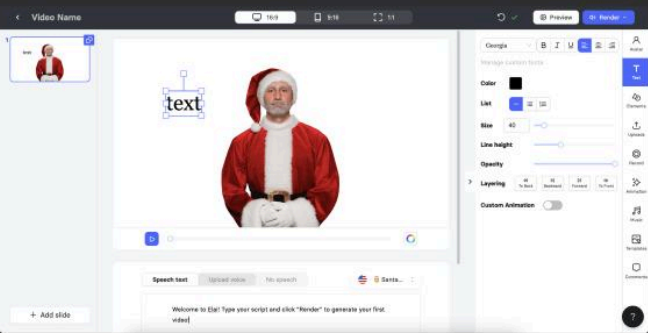 Video Name
16:9
9:16
1:1
Preview
Render
1
text
text
Georgia
B I U
Manage custom fonts
Color
List
Size 40
Line height
Opacity
Layering
To Back
Backward
Forward
To Front
Custom Animation
Avatar
Text
Elements
Uploads
Record
Animation
Music
Templates
Comments
?
Speech text
Upload voice
No speech
Santa...
Welcome to Elai! Type your script and click "Render" to generate your first
video
+ Add slide